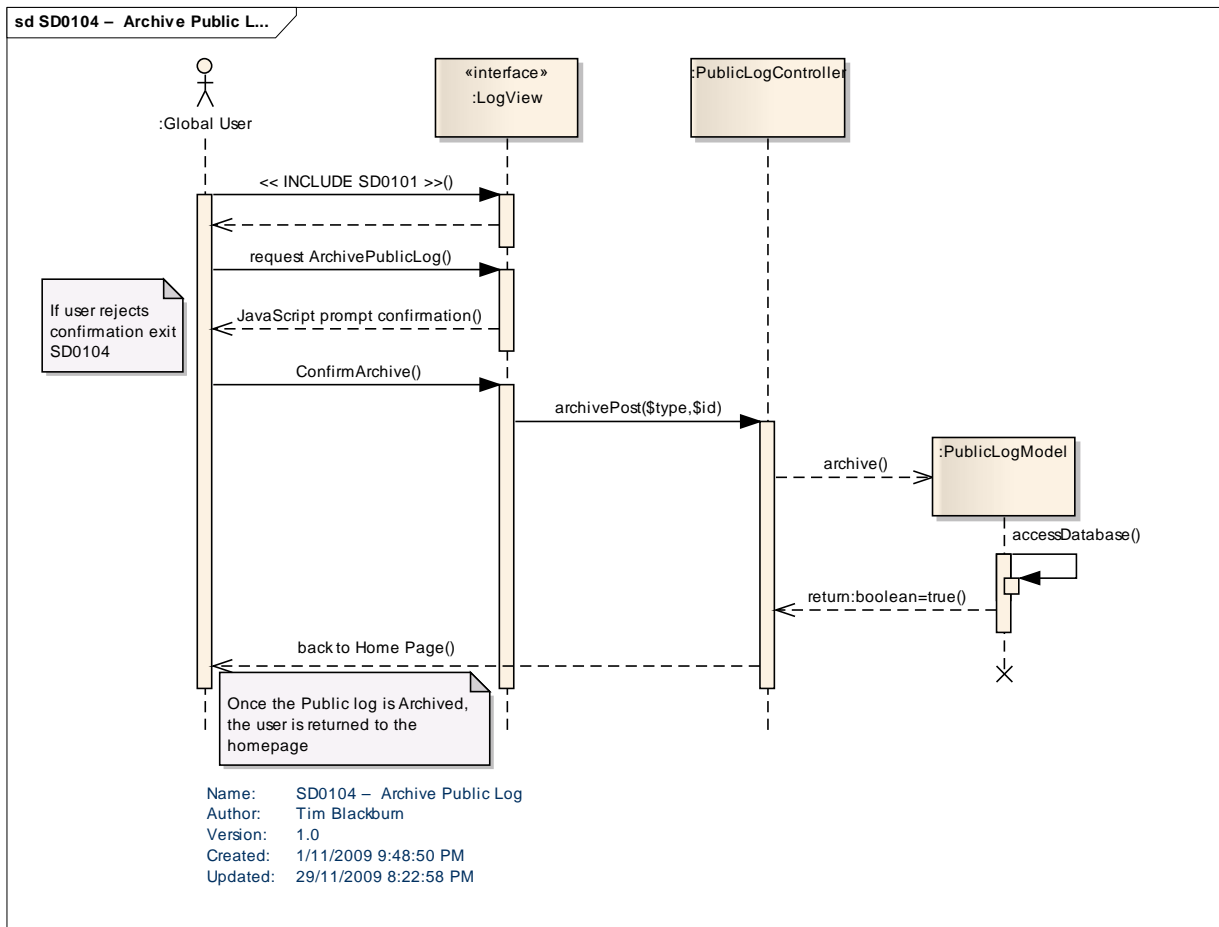 sd SD0104 – Archive Public L...
:Global User
«interface»
:LogView
:PublicLogController
<< INCLUDE SD0101 >>()
request ArchivePublicLog()
If user rejects
confirmation exit
SD0104
JavaScript prompt confirmation()
ConfirmArchive()
archivePost($type,$id)
:PublicLogModel
archive()
accessDatabase()
return:boolean=true()
back to Home Page()
Once the Public log is Archived,
the user is returned to the
homepage
Name: SD0104 – Archive Public Log
Author: Tim Blackburn
Version: 1.0
Created: 1/11/2009 9:48:50 PM
Updated: 29/11/2009 8:22:58 PM